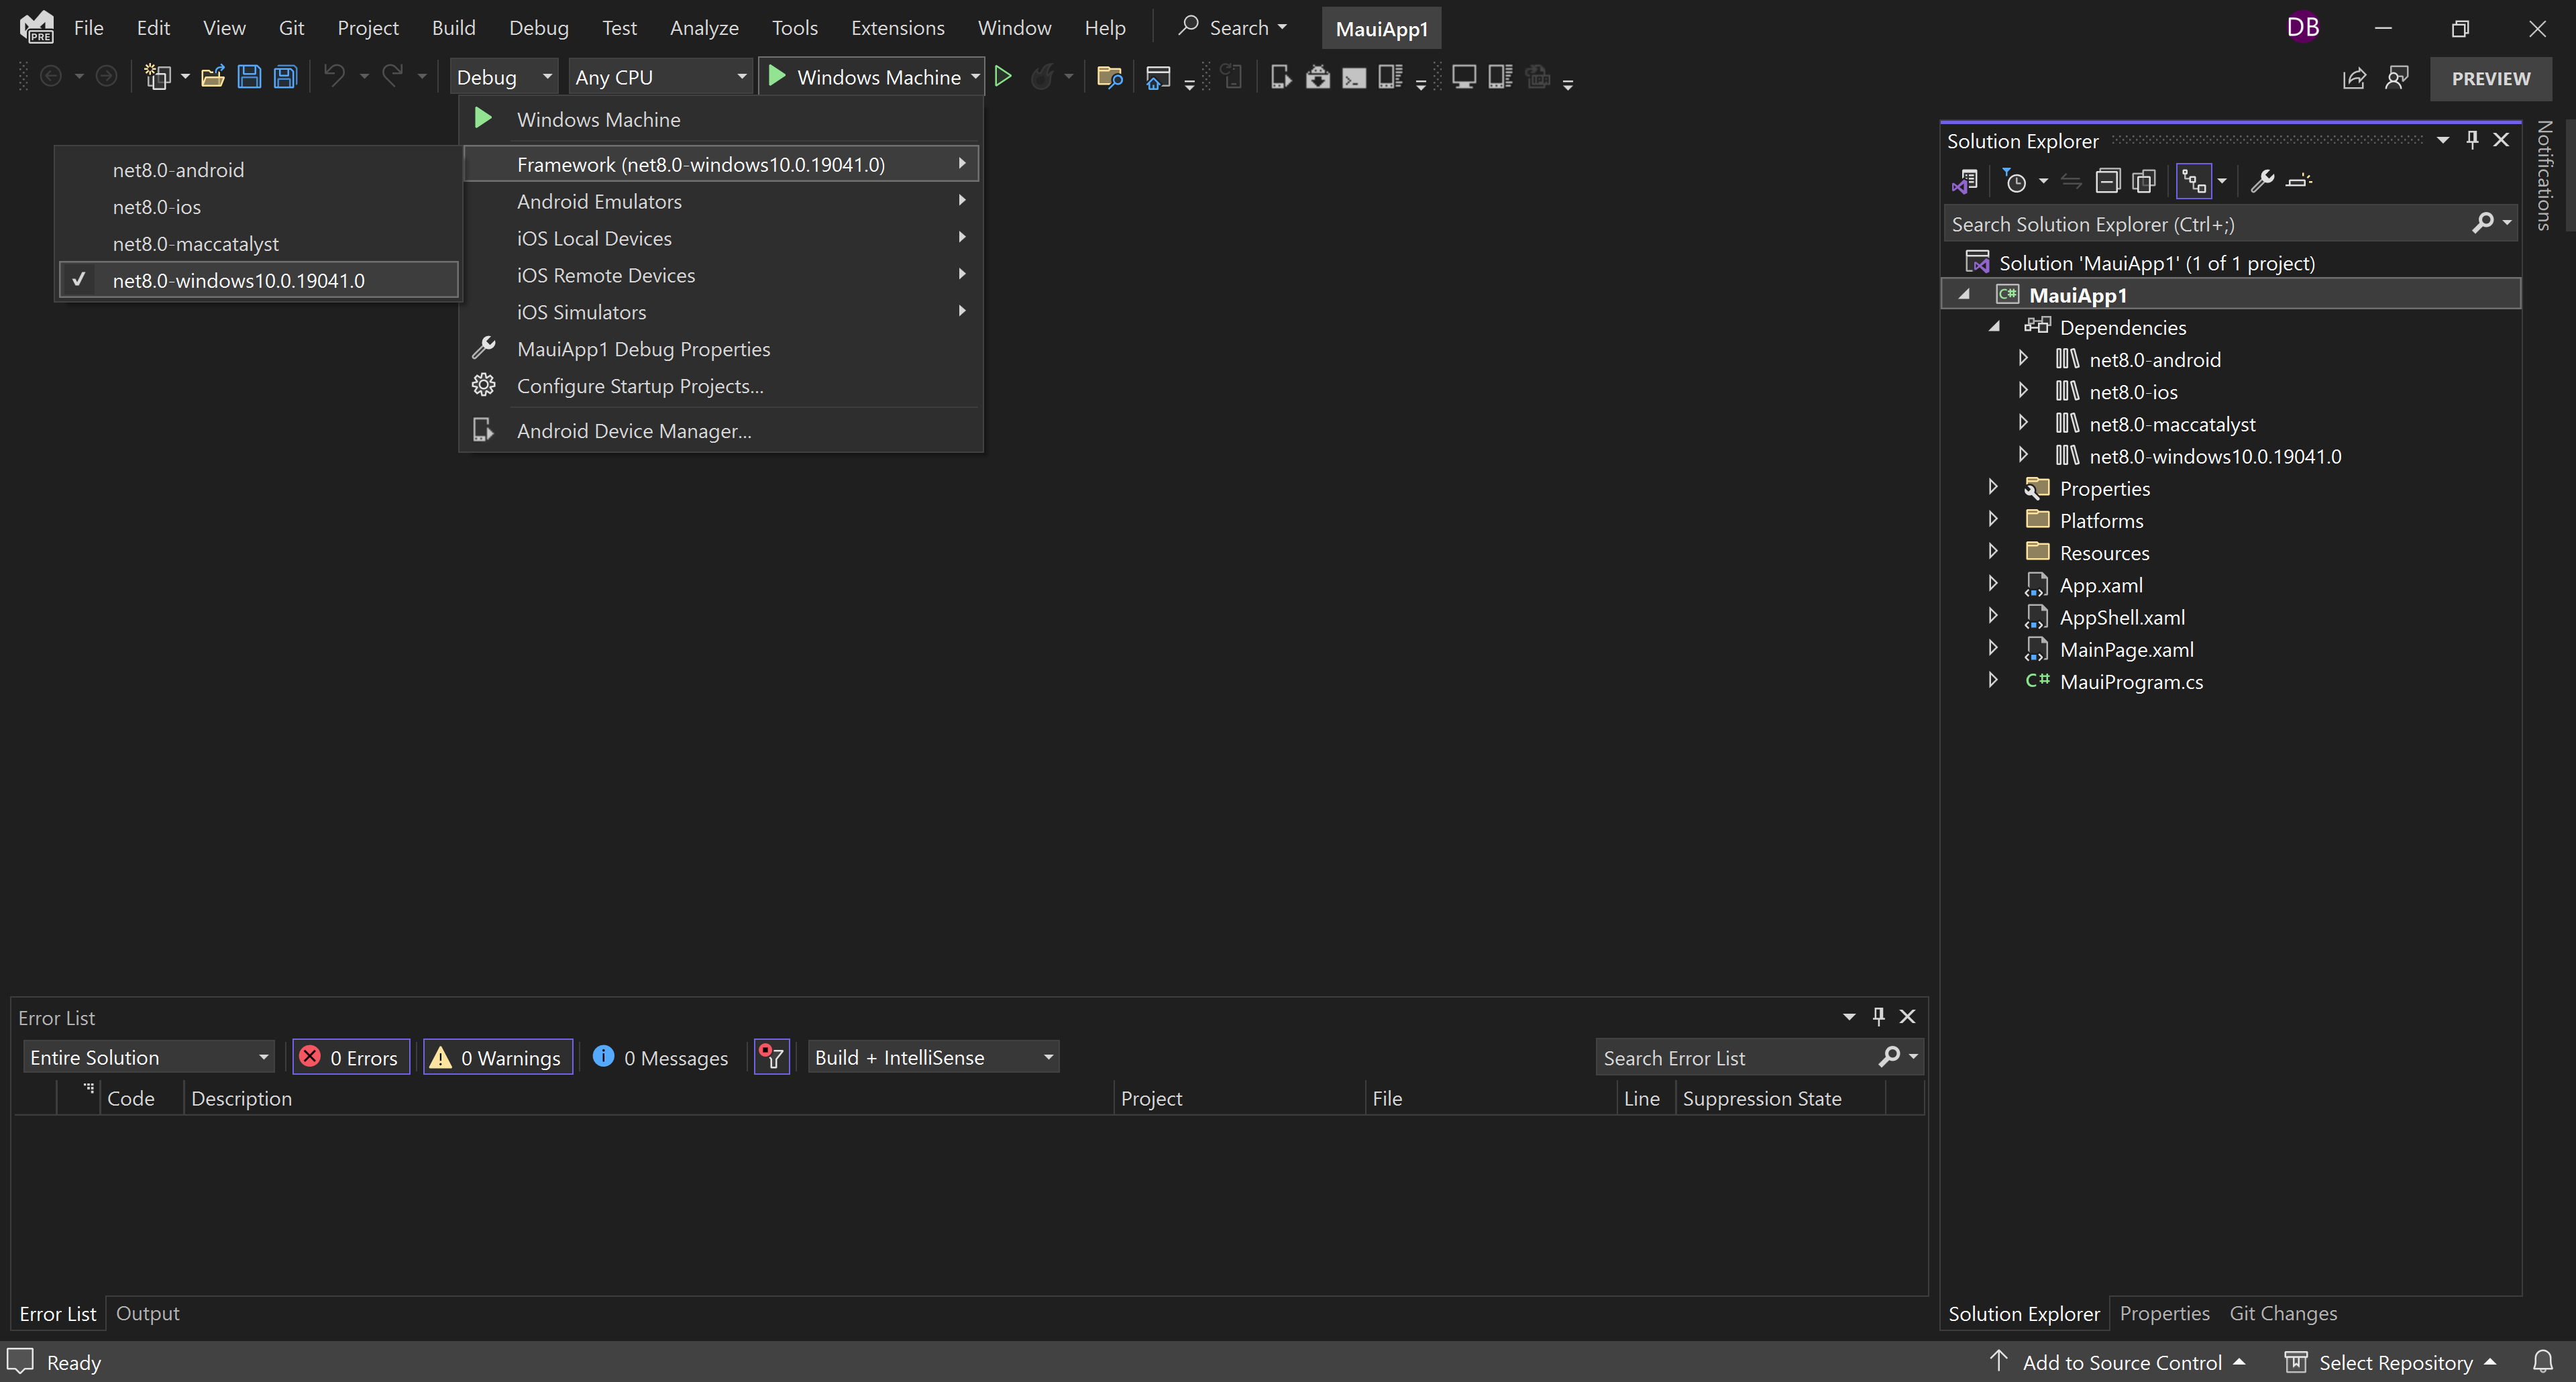 PRE
File Edit View Git Project Build Debug Test Analyze Tools Extensions Window Help Search MauiApp1 DB
Debug Any CPU Windows Machine PREVIEW
Windows Machine
Framework (net8.0-windows10.0.19041.0)
Android Emulators
iOS Local Devices
iOS Remote Devices
iOS Simulators
MauiApp1 Debug Properties
Configure Startup Projects...
Android Device Manager...
net8.0-android
net8.0-ios
net8.0-maccatalyst
net8.0-windows10.0.19041.0
Solution Explorer
Search Solution Explorer (Ctrl+;)
Solution 'MauiApp1' (1 of 1 project)
C# MauiApp1
Dependencies
net8.0-android
net8.0-ios
net8.0-maccatalyst
net8.0-windows10.0.19041.0
Properties
Platforms
Resources
App.xaml
AppShell.xaml
MainPage.xaml
C# MauiProgram.cs
Notifications
Error List
Entire Solution 0 Errors 0 Warnings 0 Messages Build + IntelliSense Search Error List
Code Description Project File Line Suppression State
Error List Output
Solution Explorer Properties Git Changes
Ready Add to Source Control Select Repository